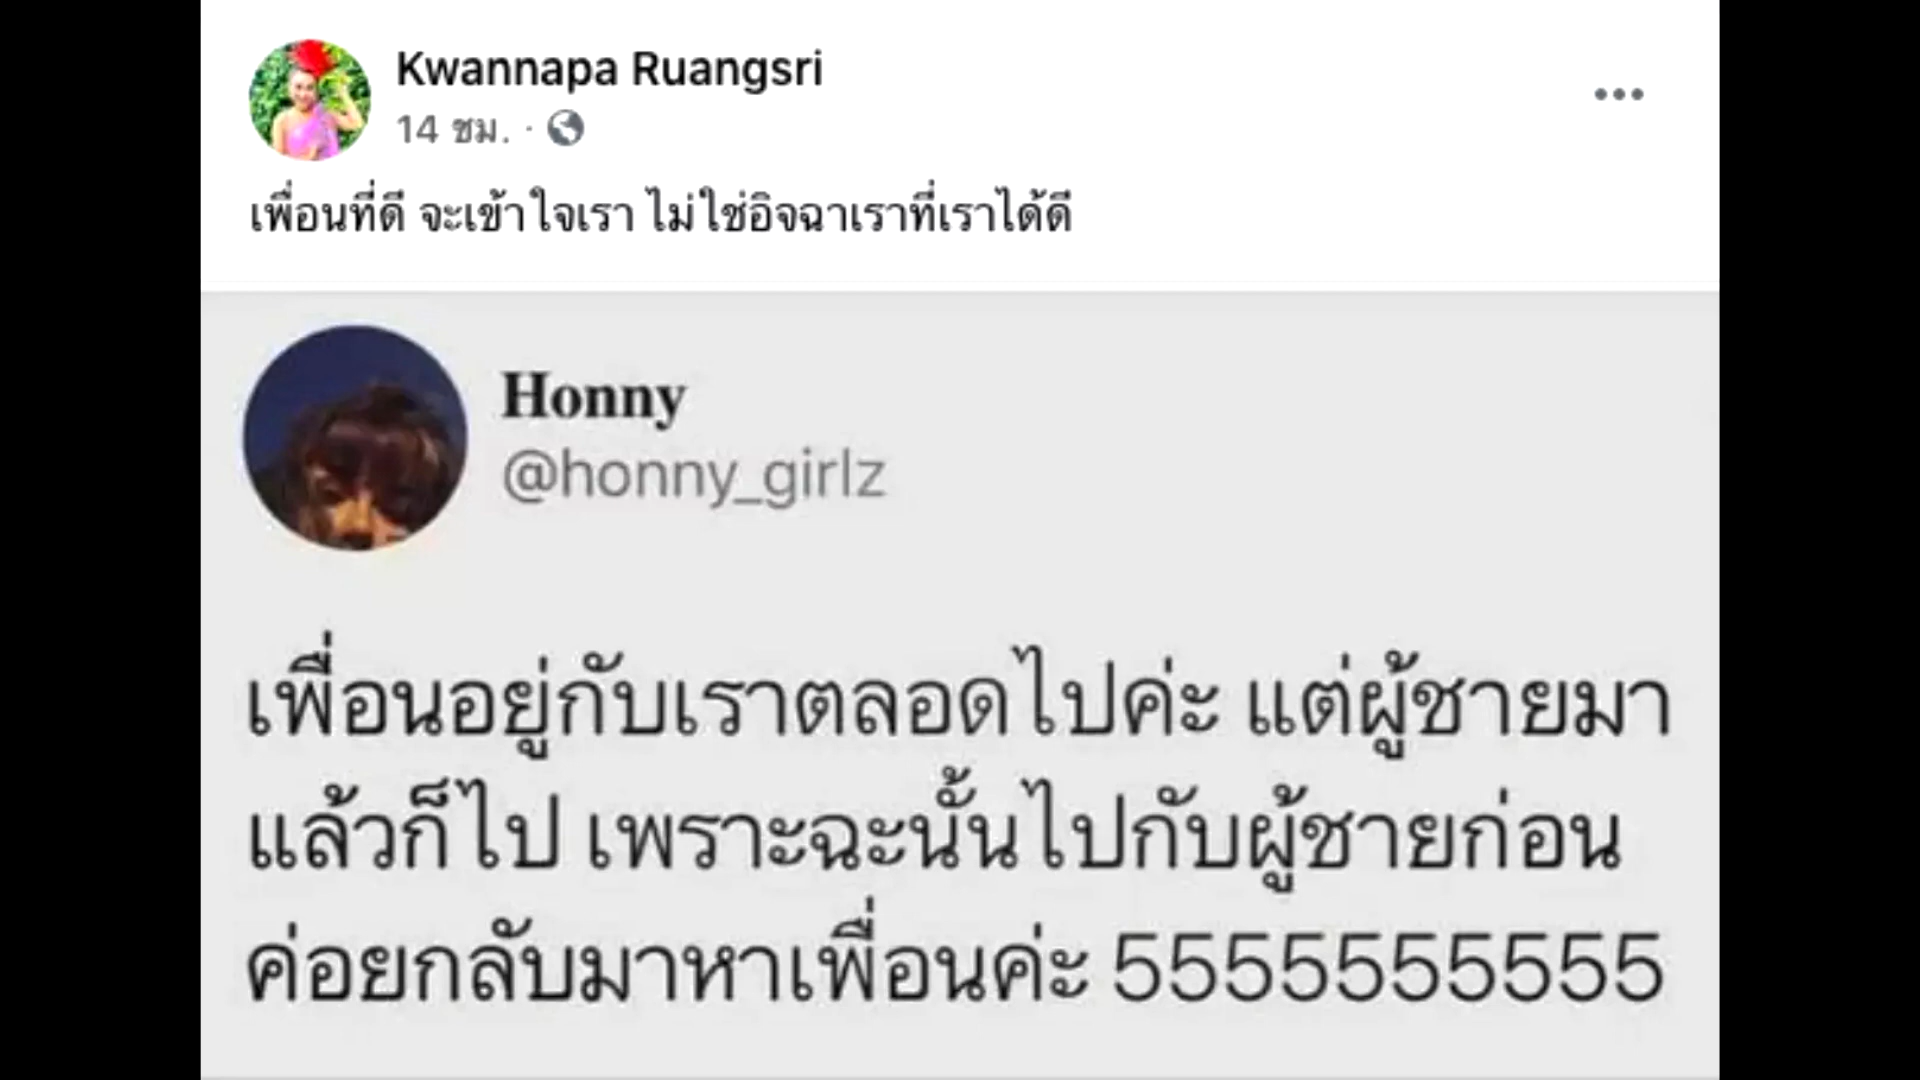 Kwannapa Ruangsri
14 ชม. ·
เพื่อนที่ดี จะเข้าใจเรา ไม่ใช่อิจฉาเราที่เราได้ดี
Honny
@honny_girlz
เพื่อนอยู่กับเราตลอดไปค่ะ แต่ผู้ชายมา
แล้วก็ไป เพราะฉะนั้นไปกับผู้ชายก่อน
ค่อยกลับมาหาเพื่อนค่ะ 5555555555